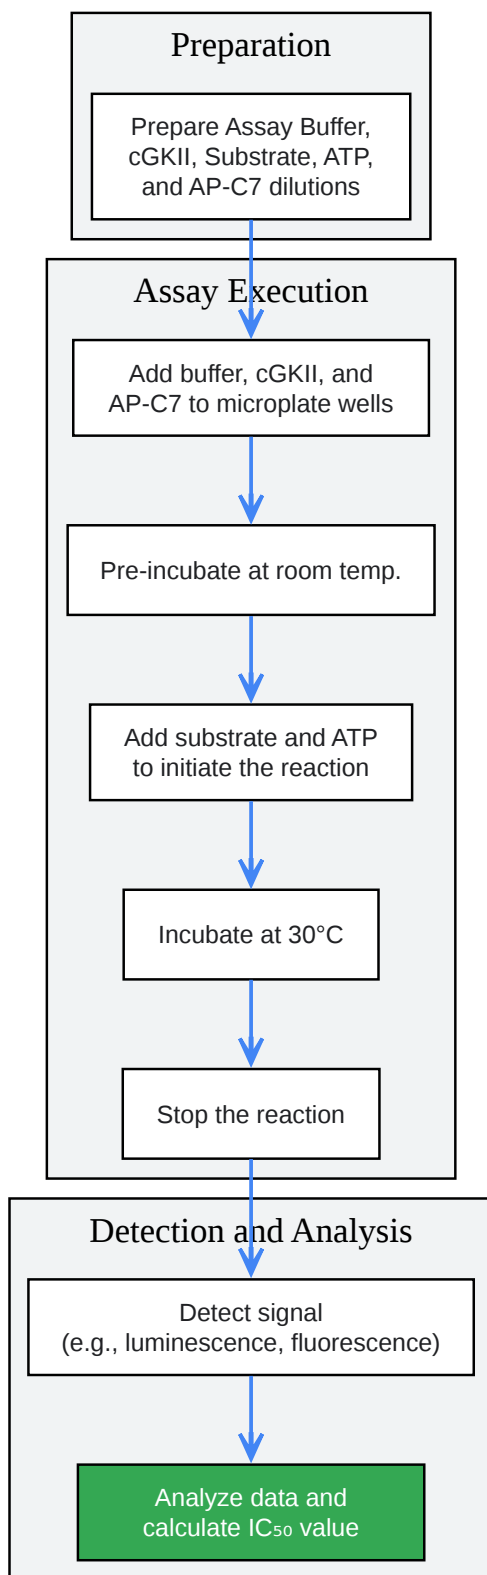 Preparation
Prepare Assay Buffer,
cGKII, Substrate, ATP,
and AP-C7 dilutions
Assay Execution
Add buffer, cGKII, and
AP-C7 to microplate wells
Pre-incubate at room temp.
Add substrate and ATP
to initiate the reaction
Incubate at 30°C
Stop the reaction
Detection and Analysis
Detect signal
(e.g., luminescence, fluorescence)
Analyze data and
calculate IC₅₀ value